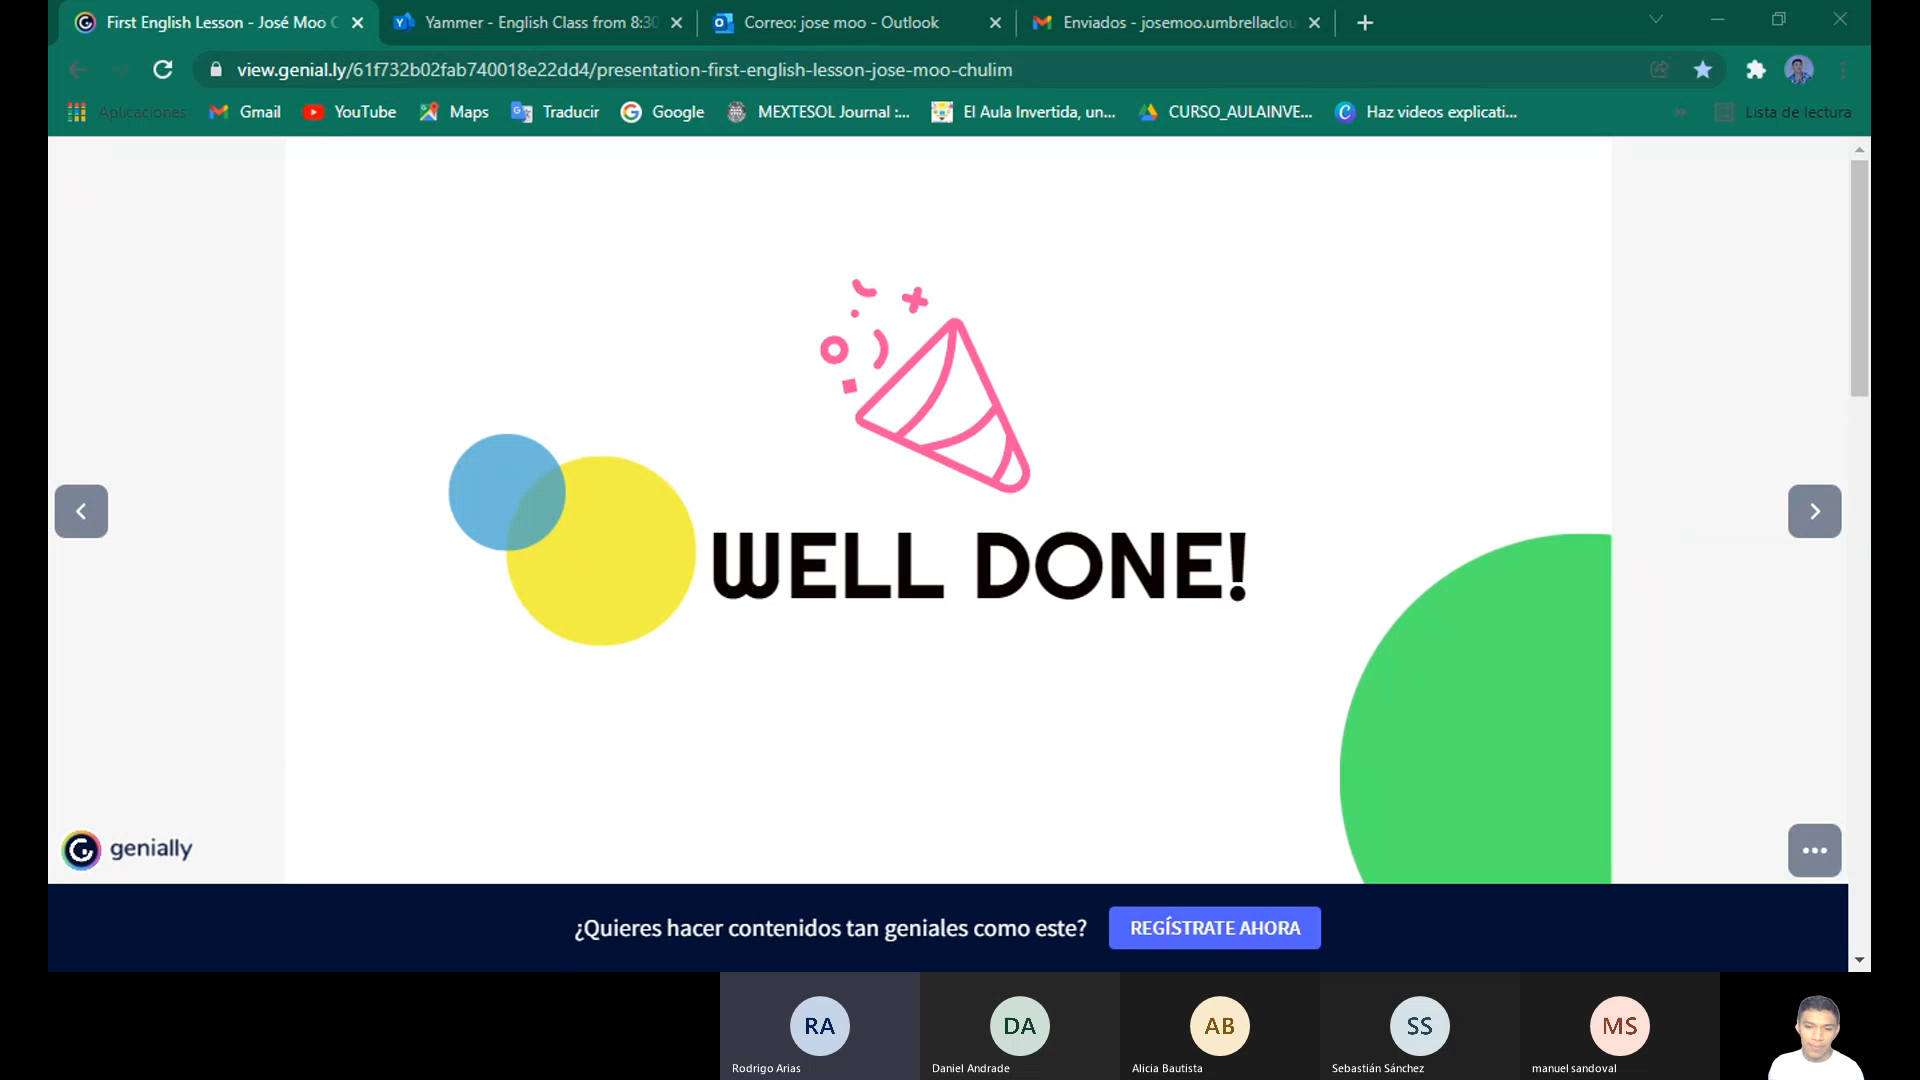 First English Lesson - José Moo C
Yammer - English Class from 8:30
Correo: jose moo - Outlook
Enviados - josemoo.umbrellaclou
view.genial.ly/61f732b02fab740018e22dd4/presentation-first-english-lesson-jose-moo-chulim
Aplicaciones
Gmail
YouTube
Maps
Traducir
Google
MEXTESOL Journal :...
El Aula Invertida, un...
CURSO_AULAINVE...
Haz videos explicati...
Lista de lectura
WELL DONE!
genially
¿Quieres hacer contenidos tan geniales como este?
REGÍSTRATE AHORA
RA
DA
AB
SS
MS
Rodrigo Arias
Daniel Andrade
Alicia Bautista
Sebastián Sánchez
manuel sandoval